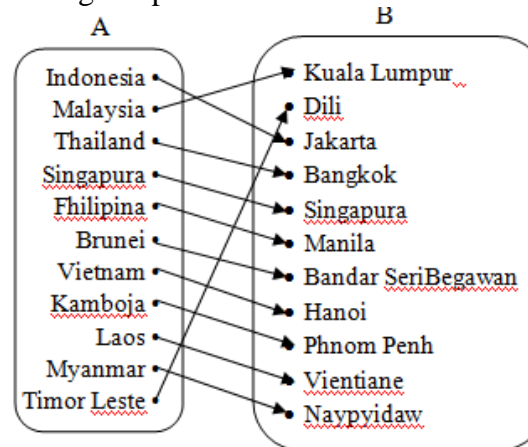 A
B
Indonesia
Malaysia
Thailand
Singapura
Fhilipina
Brunei
Vietnam
Kamboja
Laos
Myanmar
Timor Leste
Kuala Lumpur
Dili
Jakarta
Bangkok
Singapura
Manila
Bandar SeriBegawan
Hanoi
Phnom Penh
Vientiane
Naypyidaw